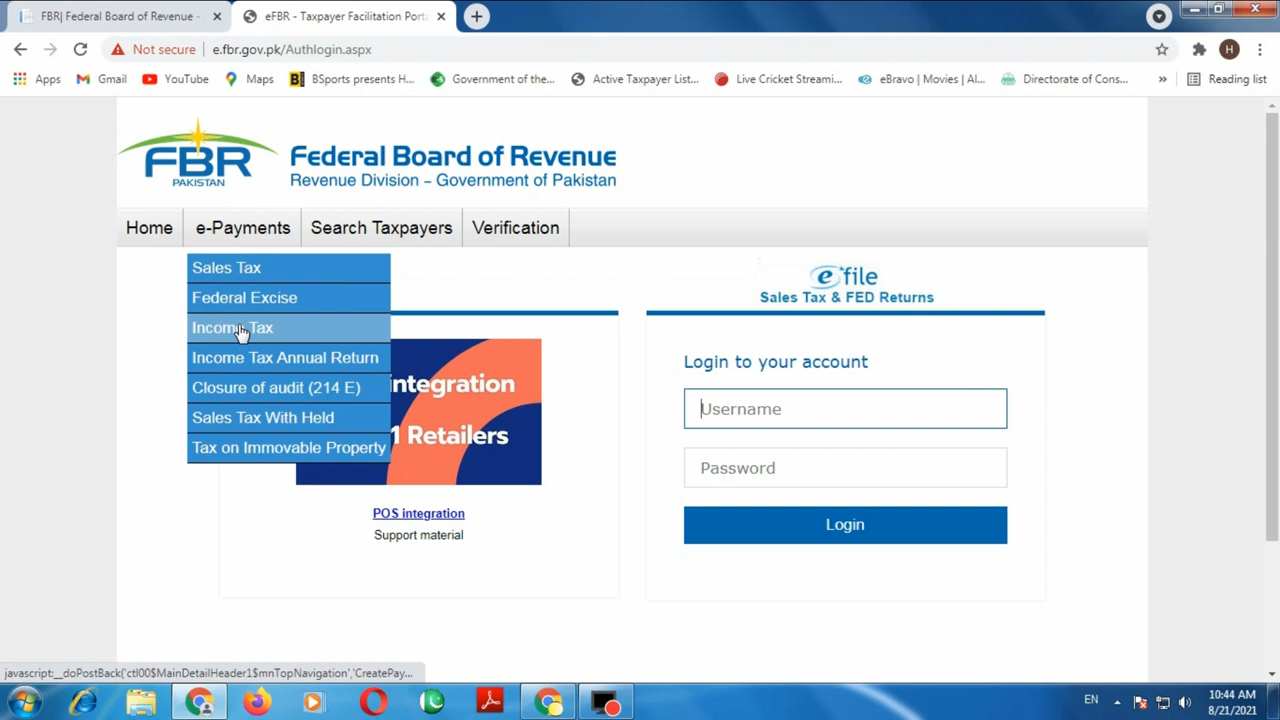 FBR| Federal Board of Revenue -
eFBR - Taxpayer Facilitation Port
Not secure
e.fbr.gov.pk/Authlogin.aspx
H
Apps
Gmail
YouTube
Maps
BSports presents H...
Government of the...
Active Taxpayer List...
Live Cricket Streami...
eBravo | Movies | Al...
Directorate of Cons...
»
Reading list
FBR
PAKISTAN
Federal Board of Revenue
Revenue Division – Government of Pakistan
Home
e-Payments
Search Taxpayers
Verification
Sales Tax
Federal Excise
Income Tax
Income Tax Annual Return
Closure of audit (214 E)
Sales Tax With Held
Tax on Immovable Property
integration
1 Retailers
POS integration
Support material
e file
Sales Tax & FED Returns
Login to your account
Username
Password
Login
javascript:__doPostBack('ctl00$MainDetailHeader1$mnTopNavigation','CreatePay...
EN
10:44 AM
8/21/2021